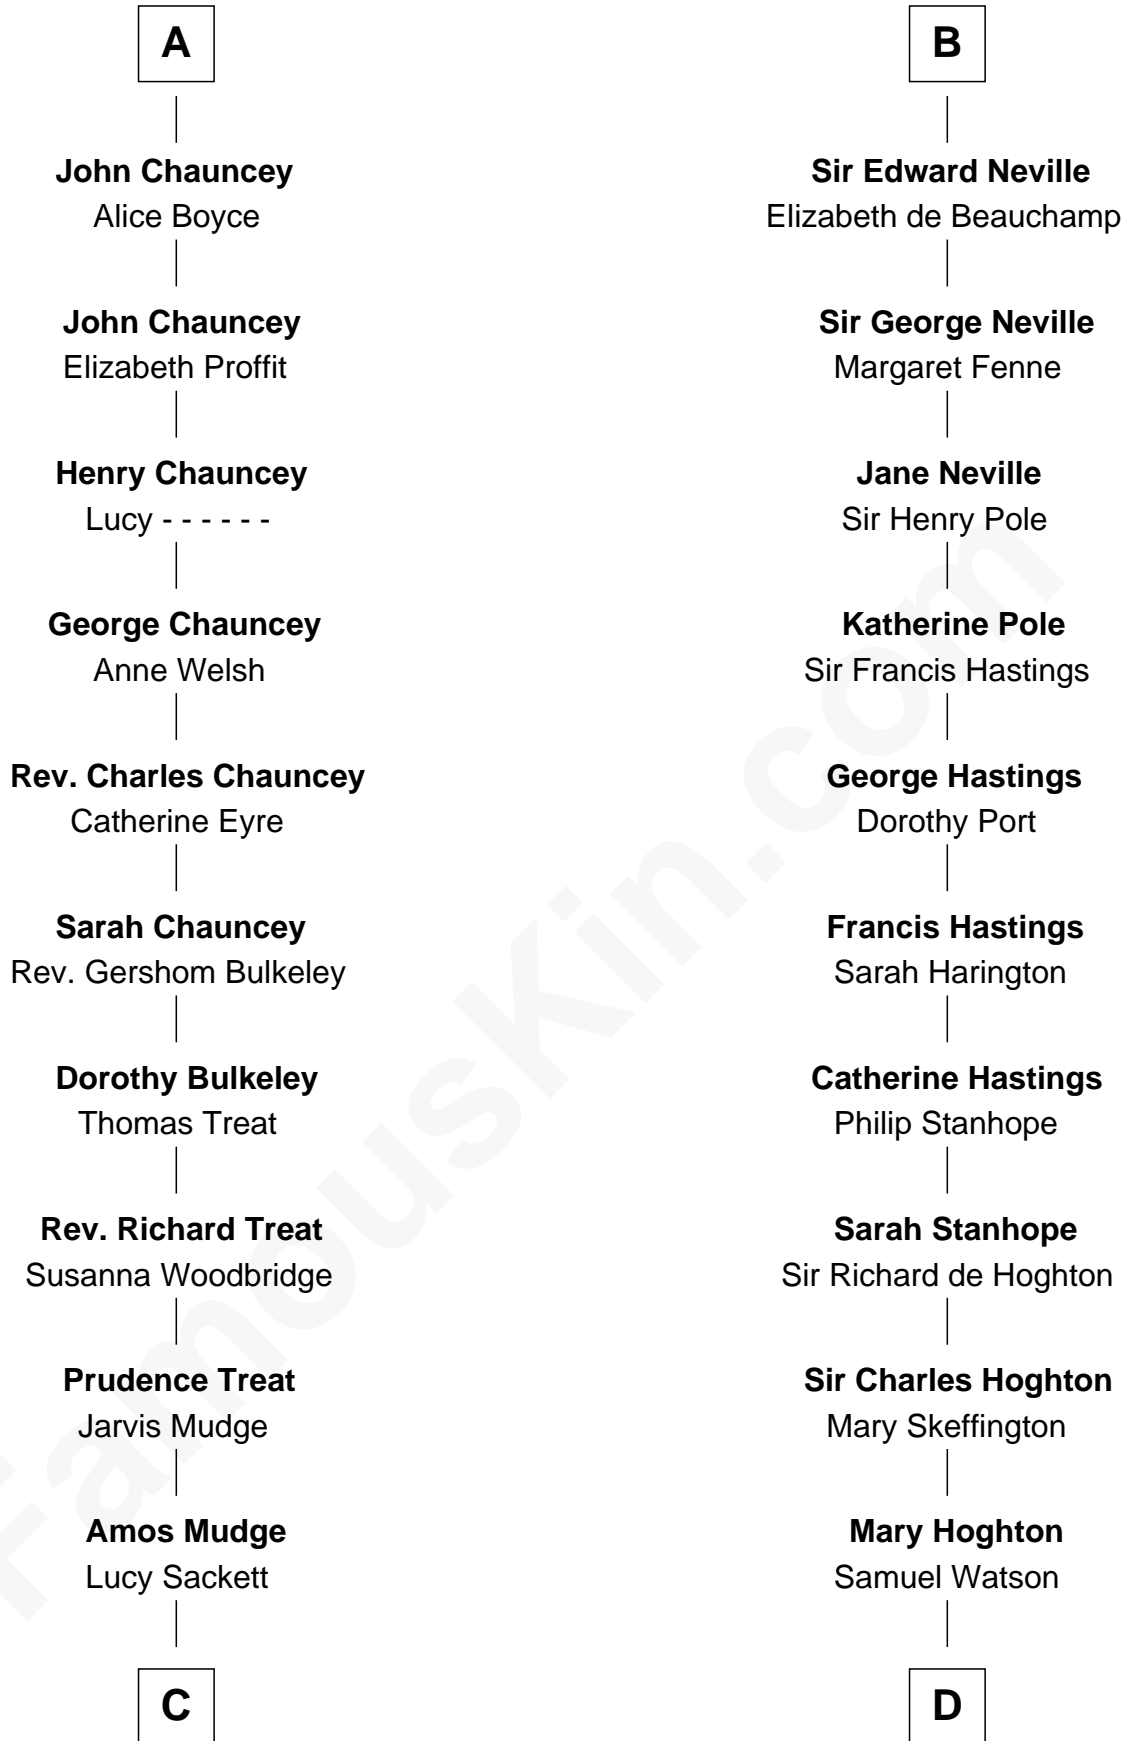 A
John Chauncey
Alice Boyce
John Chauncey
Elizabeth Proffit
Henry Chauncey
Lucy - - - - - -
George Chauncey
Anne Welsh
Rev. Charles Chauncey
Catherine Eyre
Sarah Chauncey
Rev. Gershom Bulkeley
Dorothy Bulkeley
Thomas Treat
Rev. Richard Treat
Susanna Woodbridge
Prudence Treat
Jarvis Mudge
Amos Mudge
Lucy Sackett
C
B
Sir Edward Neville
Elizabeth de Beauchamp
Sir George Neville
Margaret Fenne
Jane Neville
Sir Henry Pole
Katherine Pole
Sir Francis Hastings
George Hastings
Dorothy Port
Francis Hastings
Sarah Harington
Catherine Hastings
Philip Stanhope
Sarah Stanhope
Sir Richard de Hoghton
Sir Charles Hoghton
Mary Skeffington
Mary Hoghton
Samuel Watson
D
FamousKin.com